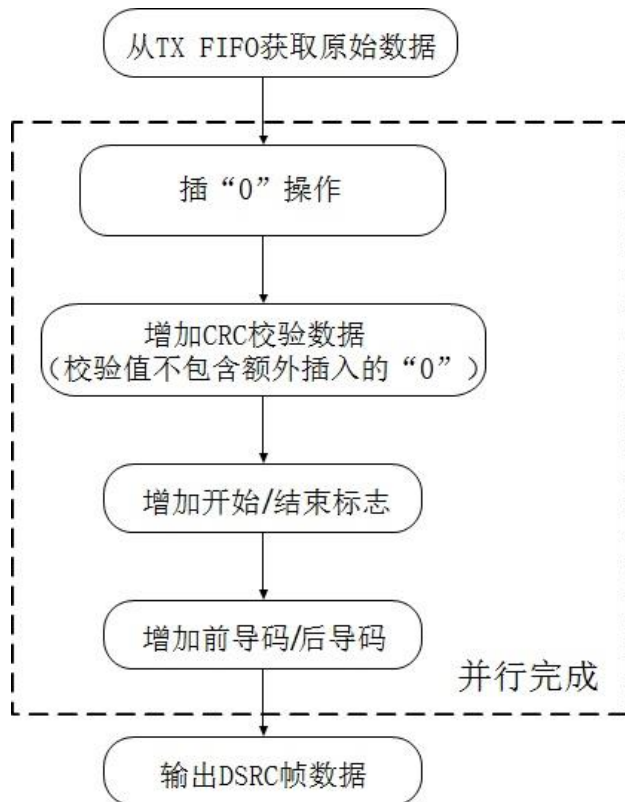 从TX FIFO获取原始数据
插“0”操作
增加CRC校验数据
（校验值不包含额外插入的“0”）
增加开始/结束标志
增加前导码/后导码
并行完成
输出DSRC帧数据